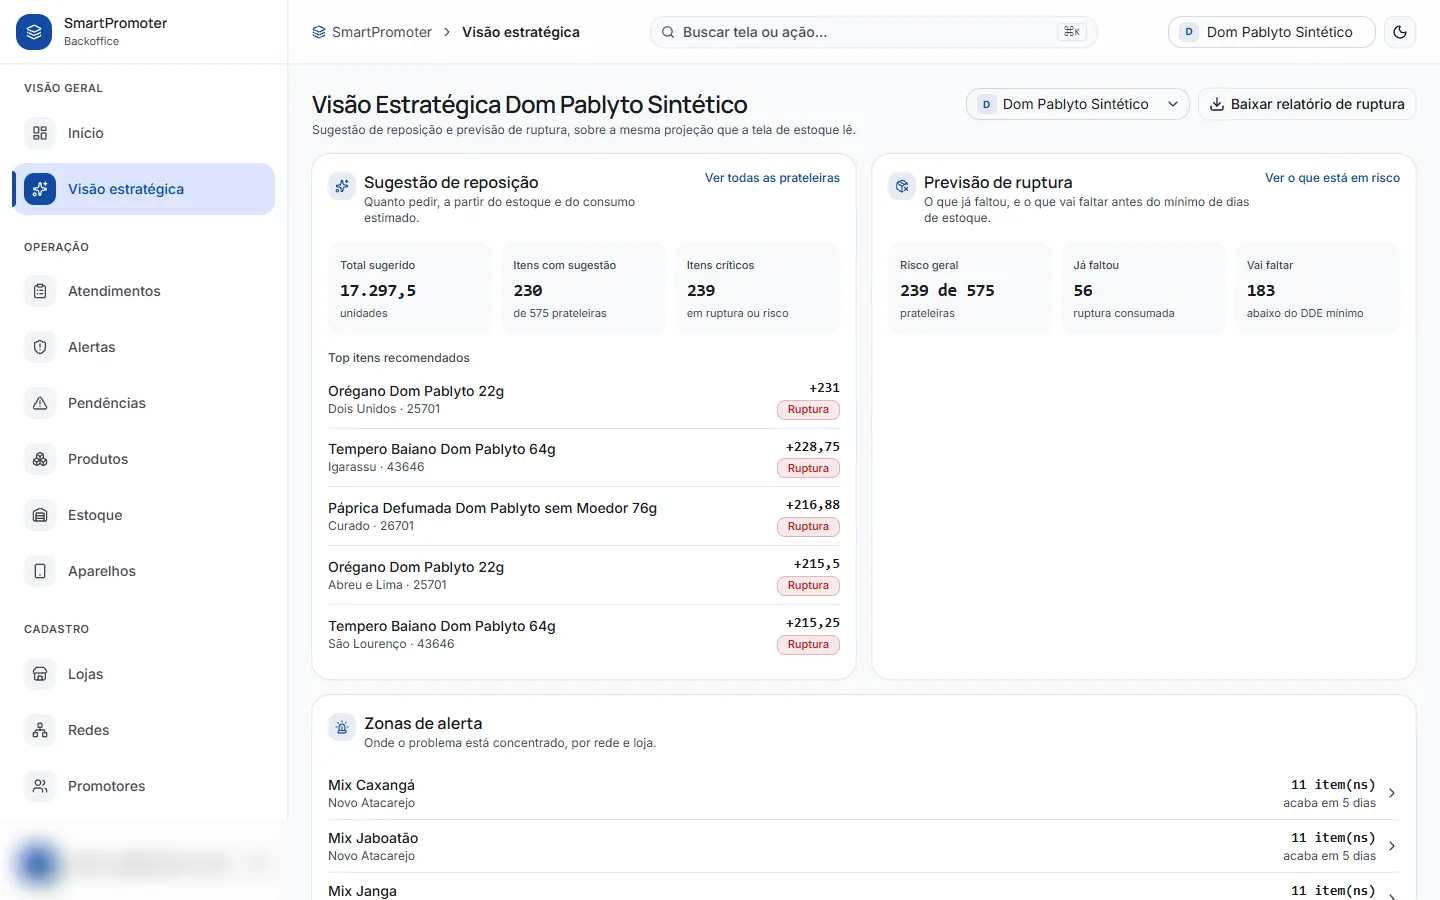 SmartPromoter
Backoffice
VISÃO GERAL
Início
Visão estratégica
OPERAÇÃO
Atendimentos
Alertas
Pendências
Produtos
Estoque
Aparelhos
CADASTRO
Lojas
Redes
Promotores
SmartPromoter > Visão estratégica
Buscar tela ou ação... ⌘K
D Dom Pablyto Sintético
Visão Estratégica Dom Pablyto Sintético
Sugestão de reposição e previsão de ruptura, sobre a mesma projeção que a tela de estoque lê.
D Dom Pablyto Sintético
Baixar relatório de ruptura
Sugestão de reposição
Quanto pedir, a partir do estoque e do consumo
estimado.
Ver todas as prateleiras
Total sugerido
17.297,5
unidades
Itens com sugestão
230
de 575 prateleiras
Itens críticos
239
em ruptura ou risco
Top itens recomendados
Orégano Dom Pablyto 22g
Dois Unidos · 25701
+231
Ruptura
Tempero Baiano Dom Pablyto 64g
Igarassu · 43646
+228,75
Ruptura
Páprica Defumada Dom Pablyto sem Moedor 76g
Curado · 26701
+216,88
Ruptura
Orégano Dom Pablyto 22g
Abreu e Lima · 25701
+215,5
Ruptura
Tempero Baiano Dom Pablyto 64g
São Lourenço · 43646
+215,25
Ruptura
Previsão de ruptura
O que já faltou, e o que vai faltar antes do mínimo de dias
de estoque.
Ver o que está em risco
Risco geral
239 de 575
prateleiras
Já faltou
56
ruptura consumada
Vai faltar
183
abaixo do DDE mínimo
Zonas de alerta
Onde o problema está concentrado, por rede e loja.
Mix Caxangá
Novo Atacarejo
11 item(ns)
acaba em 5 dias
Mix Jaboatão
Novo Atacarejo
11 item(ns)
acaba em 5 dias
Mix Janga
11 item(ns)